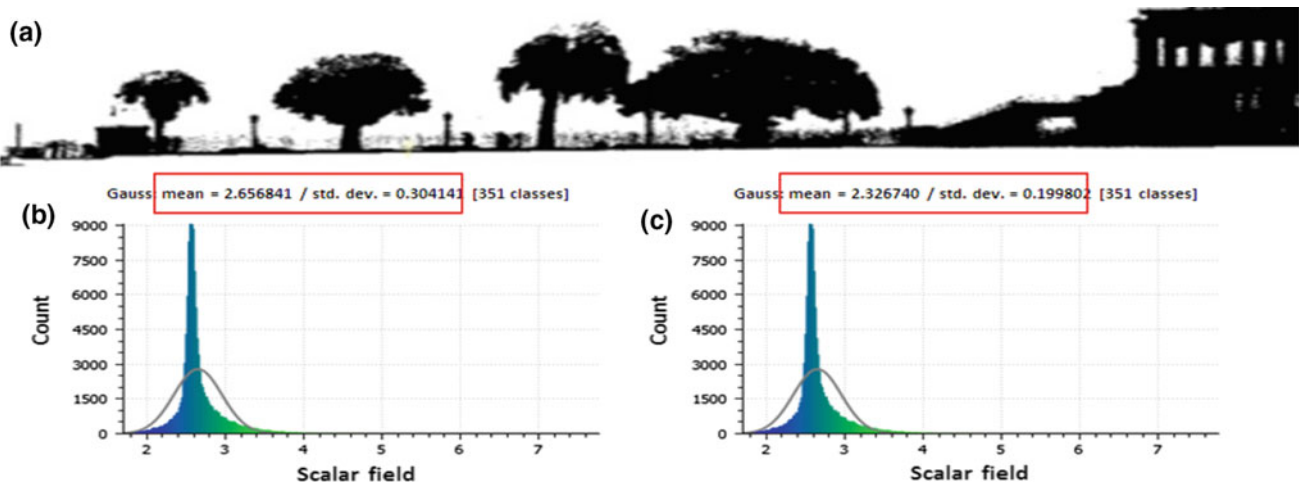 (a)
Gauss: mean = 2.656841 / std. dev. = 0.304141 [351 classes]
(b)
9000
7500
6000
4500
3000
1500
0
Count
2 3 4 5 6 7
Scalar field
Gauss: mean = 2.326740 / std. dev. = 0.199802 [351 classes]
(c)
9000
7500
6000
4500
3000
1500
0
Count
2 3 4 5 6 7
Scalar field